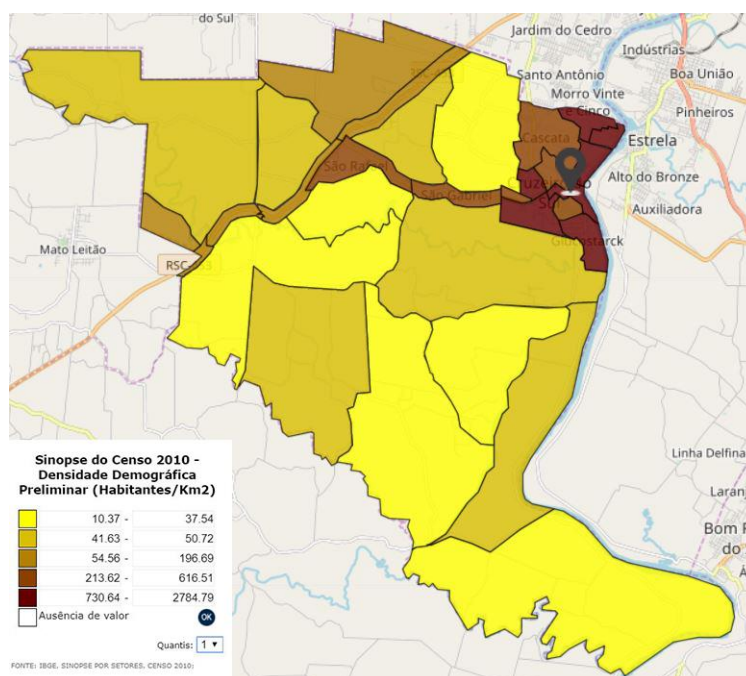 do Sul
Jardim do Cedro
Indústrias
Santo Antônio
Boa União
Morro Vinte
e Cinco
Pinheiros
Cascata
Estrela
São Rafael
Alto do Bronze
São Gabriel
Auxiliadora
Mato Leitão
Linha Delfina
Bom R
do
Sinopse do Censo 2010 -
Densidade Demográfica
Preliminar (Habitantes/Km2)
10.37 - 37.54
41.63 - 50.72
54.56 - 196.69
213.62 - 616.51
730.64 - 2784.79
Ausência de valor OK
Quantis: 1
FONTE: IBGE, SINOPSE POR SETORES, CENSO 2010;